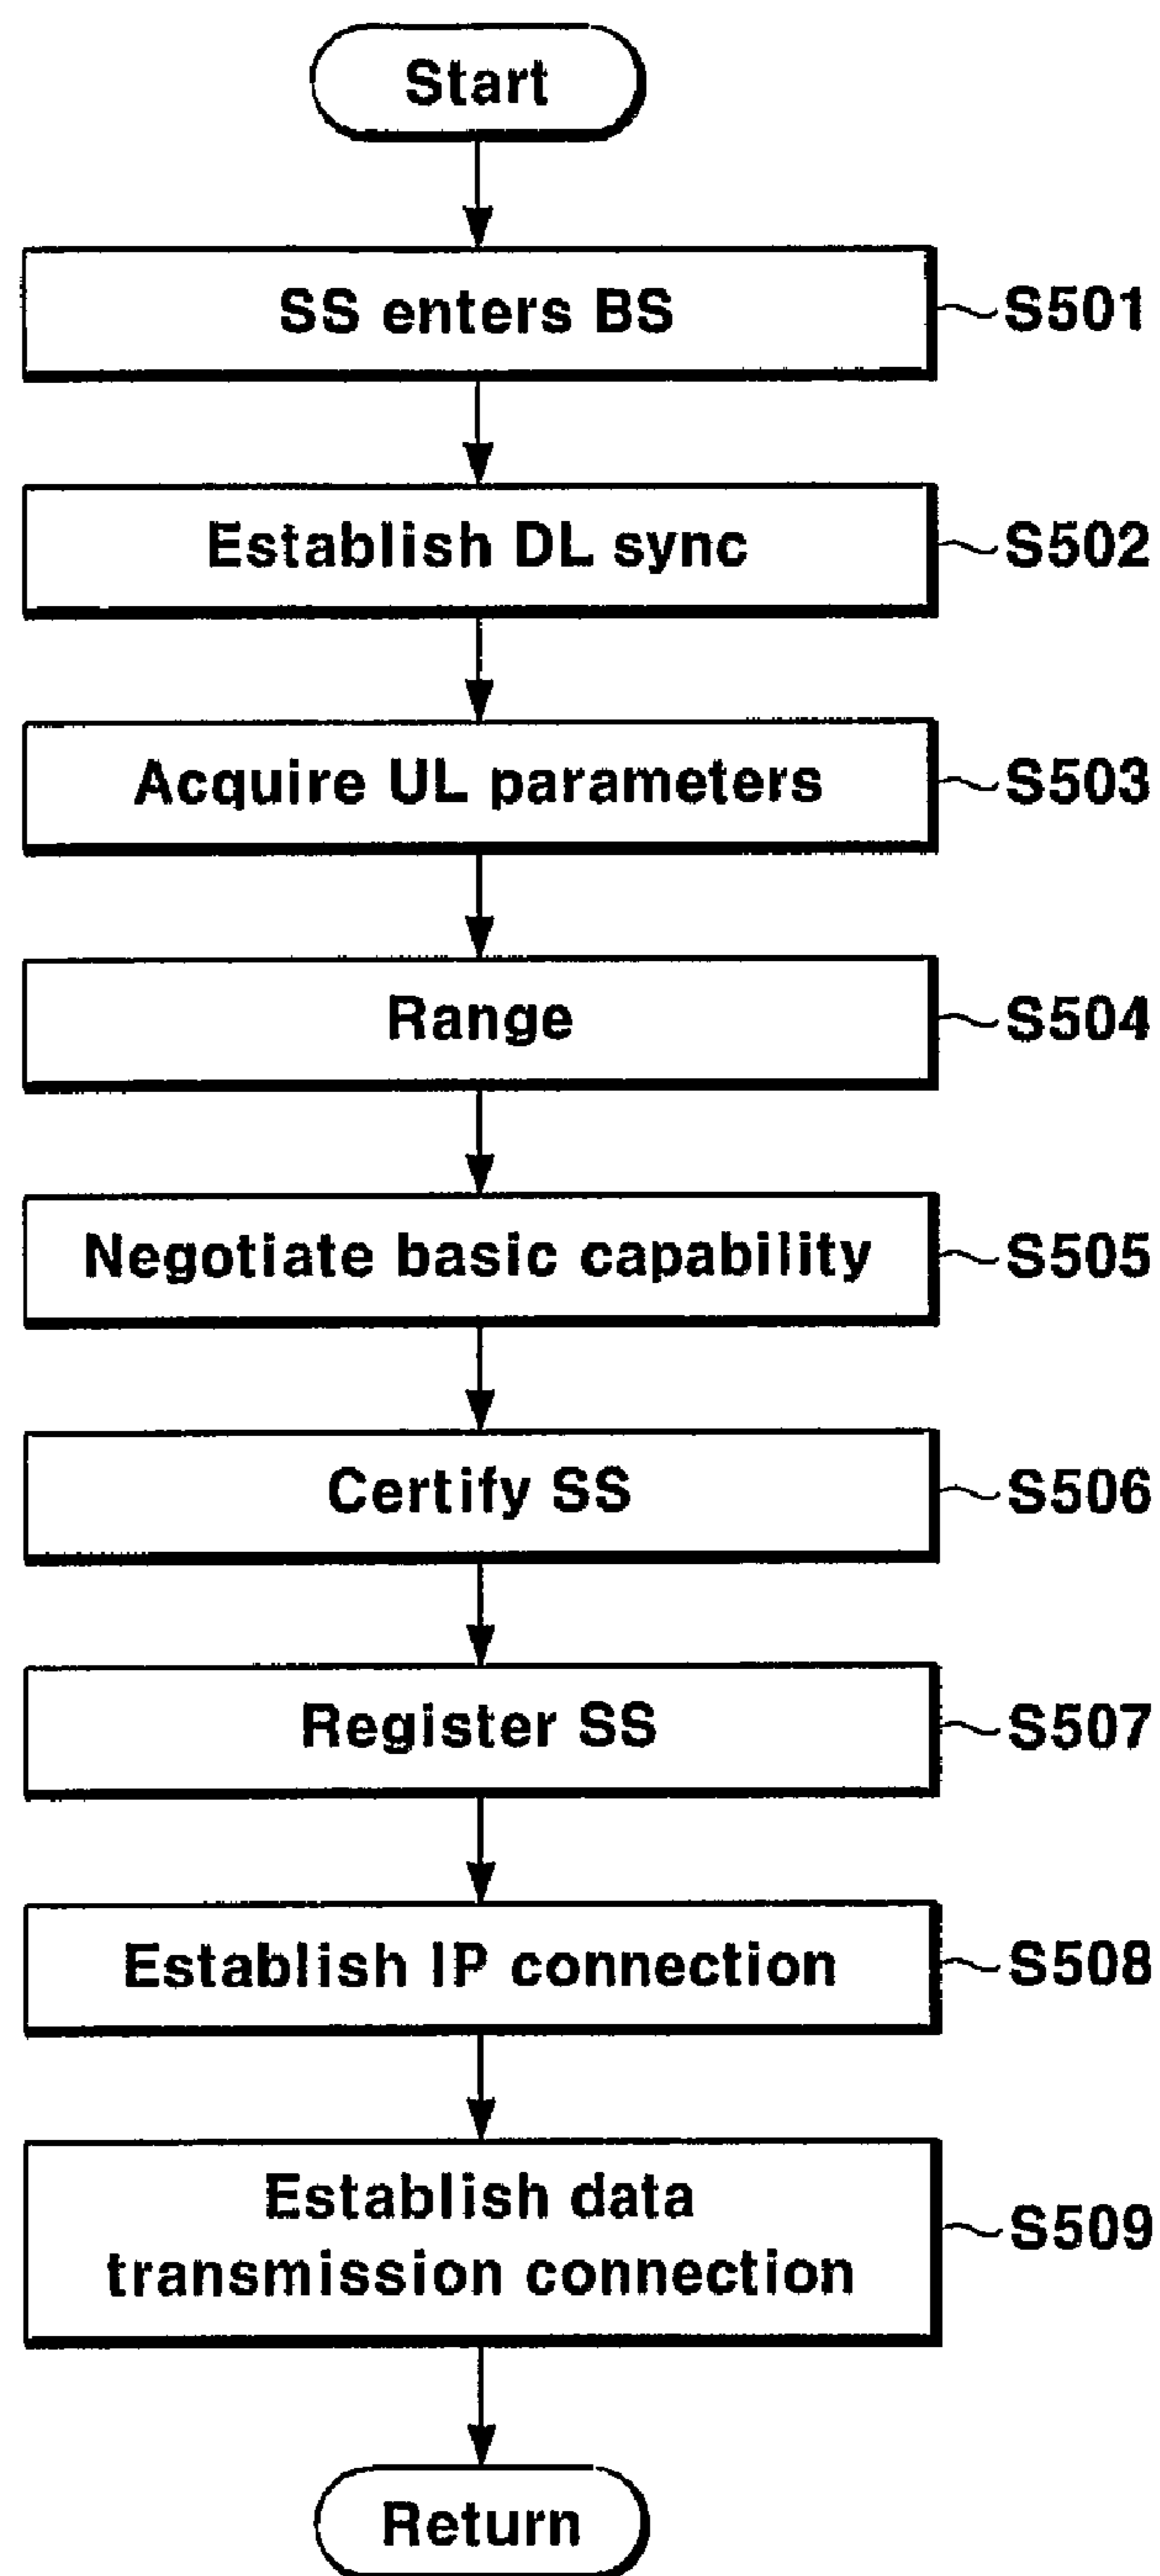 Start
SS enters BS
S501
Establish DL sync
S502
Acquire UL parameters
S503
Range
S504
Negotiate basic capability
S505
Certify SS
S506
Register SS
S507
Establish IP connection
S508
Establish data
transmission connection
S509
Return